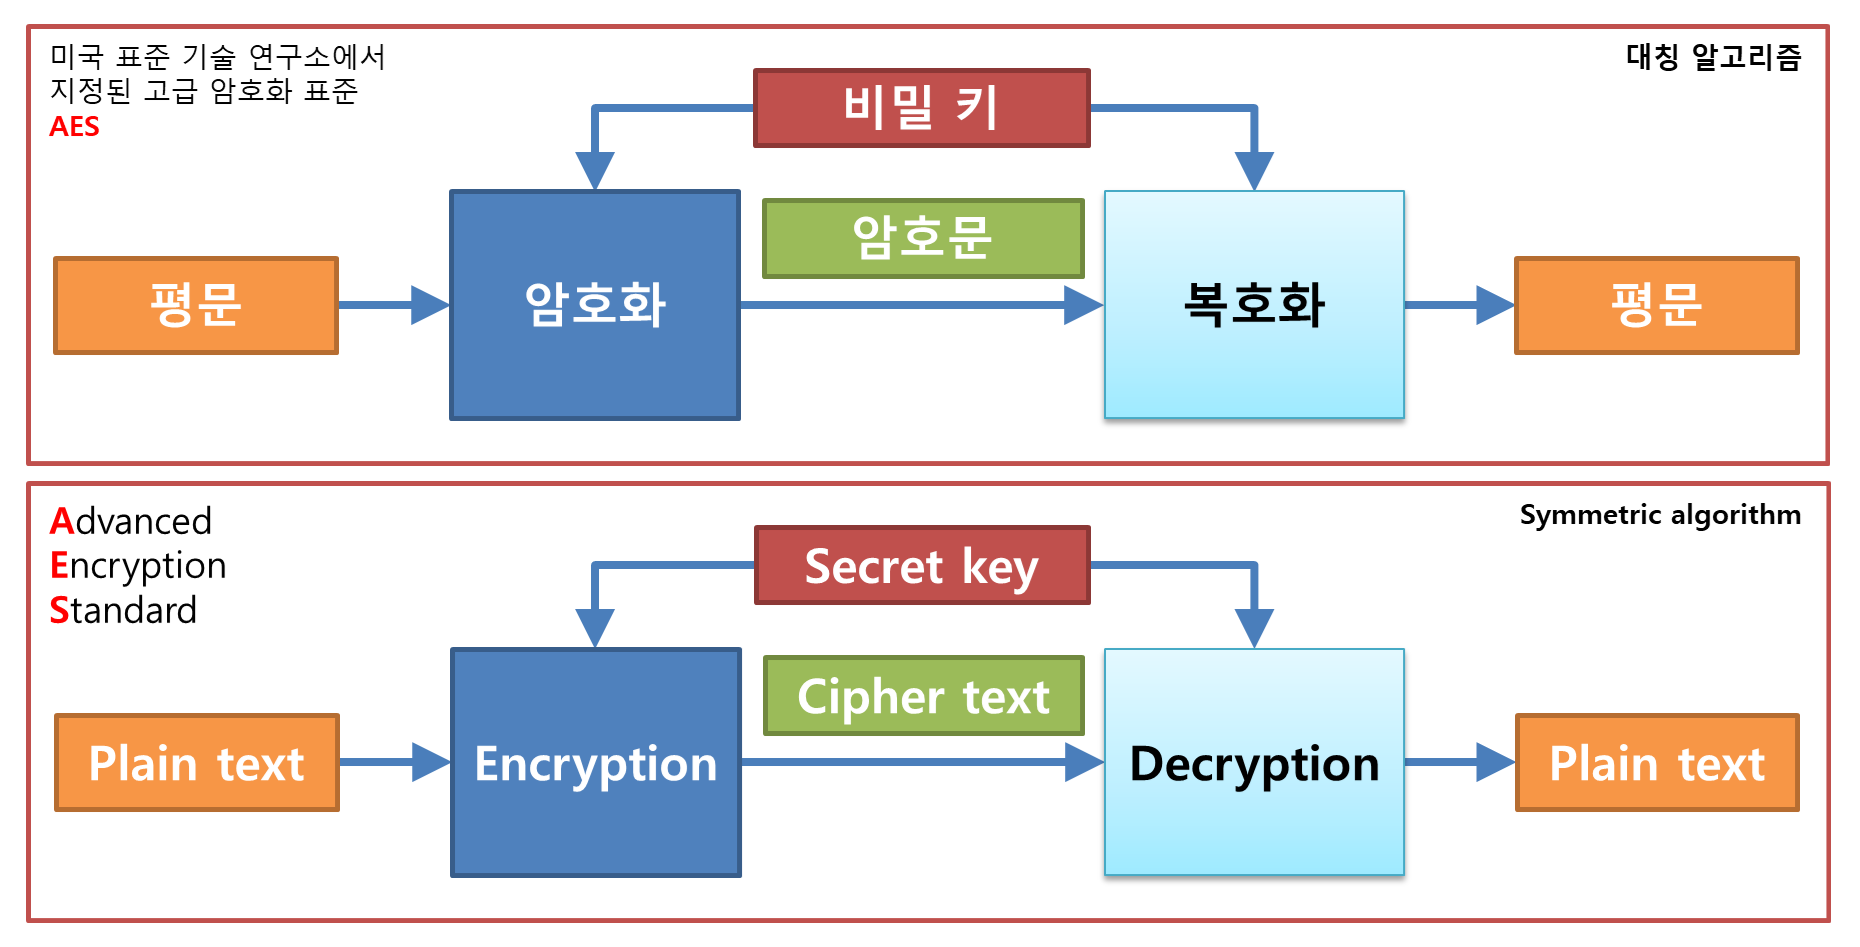 미국 표준 기술 연구소에서
지정된 고급 암호화 표준
AES
대칭 알고리즘
비밀 키
암호문
평문
암호화
복호화
평문
Advanced
Encryption
Standard
Symmetric algorithm
Secret key
Cipher text
Plain text
Encryption
Decryption
Plain text